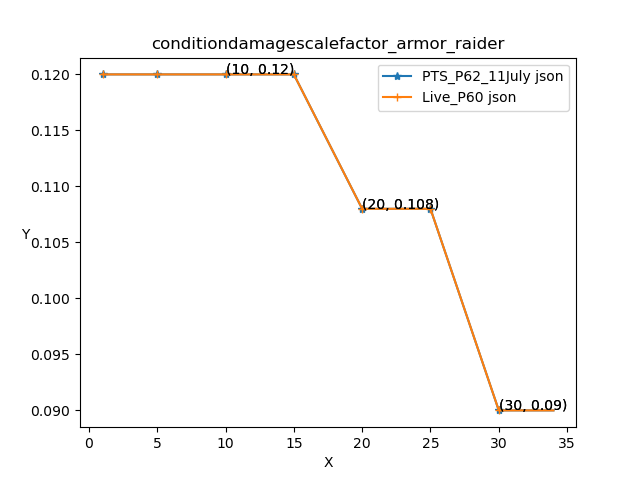 conditiondamagescalefactor_armor_raider
PTS_P62_11July json
Live_P60 json
(10, 0.12)
(20, 0.108)
(30, 0.09)
Y
0.120
0.115
0.110
0.105
0.100
0.095
0.090
0 5 10 15 20 25 30 35
X